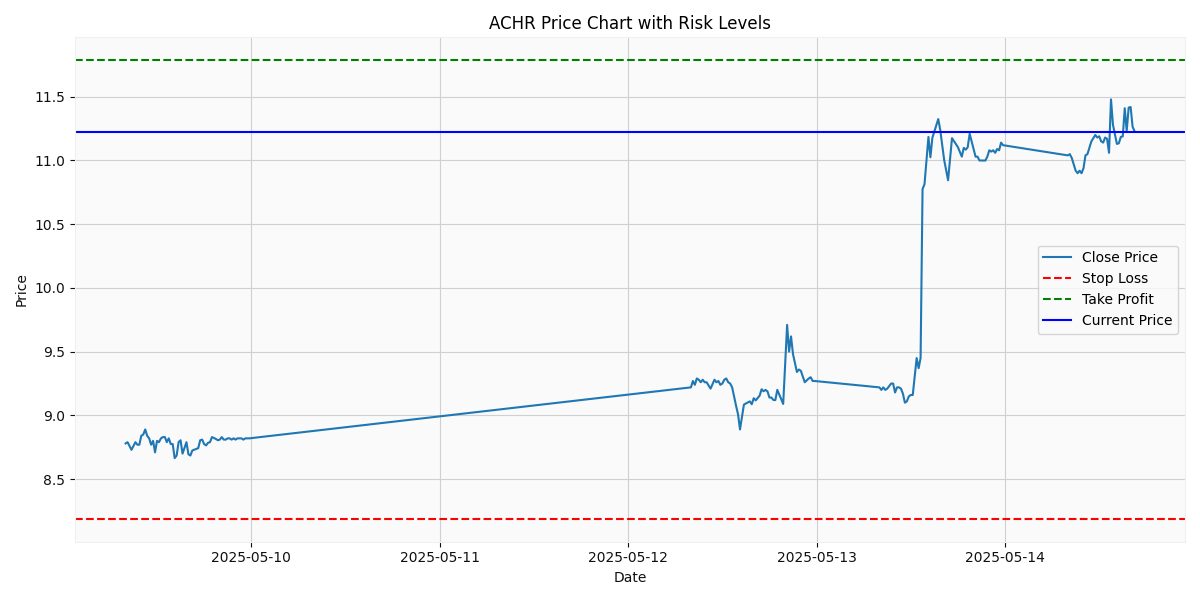 ACHR Price Chart with Risk Levels
11.5
11.0
10.5
10.0
9.5
9.0
8.5
Price
Close Price
Stop Loss
Take Profit
Current Price
2025-05-10
2025-05-11
2025-05-12
2025-05-13
2025-05-14
Date